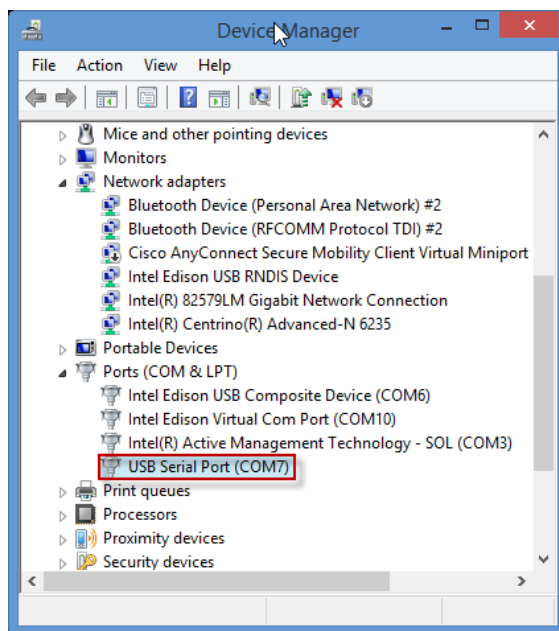 Device Manager
File Action View Help
Mice and other pointing devices
Monitors
Network adapters
Bluetooth Device (Personal Area Network) #2
Bluetooth Device (RFCOMM Protocol TDI) #2
Cisco AnyConnect Secure Mobility Client Virtual Miniport
Intel Edison USB RNDIS Device
Intel(R) 82579LM Gigabit Network Connection
Intel(R) Centrino(R) Advanced-N 6235
Portable Devices
Ports (COM & LPT)
Intel Edison USB Composite Device (COM6)
Intel Edison Virtual Com Port (COM10)
Intel(R) Active Management Technology - SOL (COM3)
USB Serial Port (COM7)
Print queues
Processors
Proximity devices
Security devices